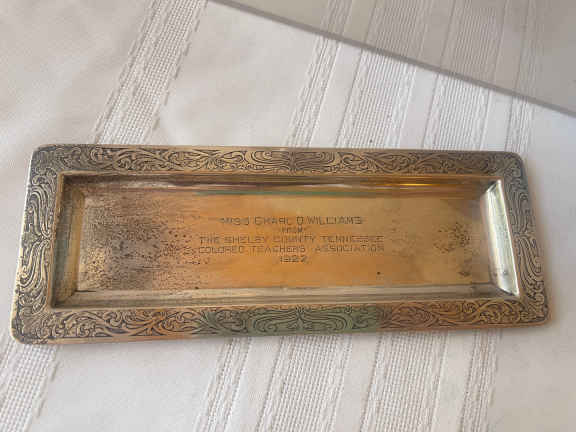 MISS CHARL O. WILLIAMS
FROM
THE SHELBY COUNTY TENNESSEE
COLORED TEACHERS ASSOCIATION
1922